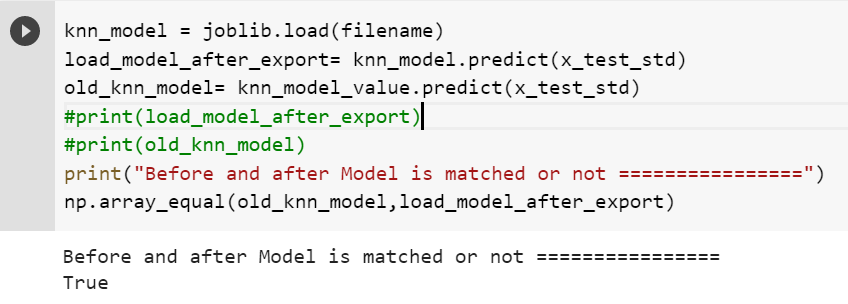 knn_model = joblib.load(filename)
load_model_after_export= knn_model.predict(x_test_std)
old_knn_model= knn_model_value.predict(x_test_std)
#print(load_model_after_export)
#print(old_knn_model)
print("Before and after Model is matched or not ================")
np.array_equal(old_knn_model,load_model_after_export)
Before and after Model is matched or not ================
True